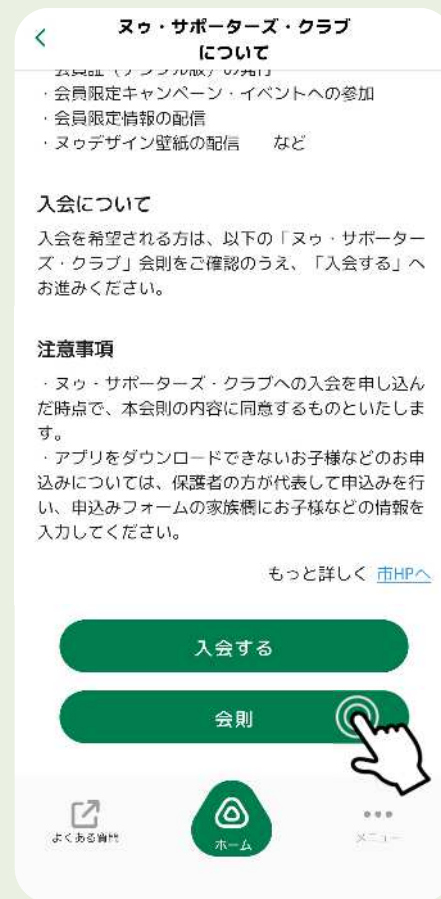 ヌゥ・サポーターズ・クラブ
について
会員証（デジタル版）の発行
・会員限定キャンペーン・イベントへの参加
・会員限定情報の配信
・ヌゥデザイン壁紙の配信　など
入会について
入会を希望される方は、以下の「ヌゥ・サポーター
ズ・クラブ」会則をご確認のうえ、「入会する」へ
お進みください。
注意事項
・ヌゥ・サポーターズ・クラブへの入会を申し込ん
だ時点で、本会則の内容に同意するものといたしま
す。
・アプリをダウンロードできないお子様などのお申
込みについては、保護者の方が代表して申込みを行
い、申込みフォームの家族欄にお子様などの情報を
入力してください。
もっと詳しく 市HPへ
入会する
会則
よくある質問
ホーム
メニュー